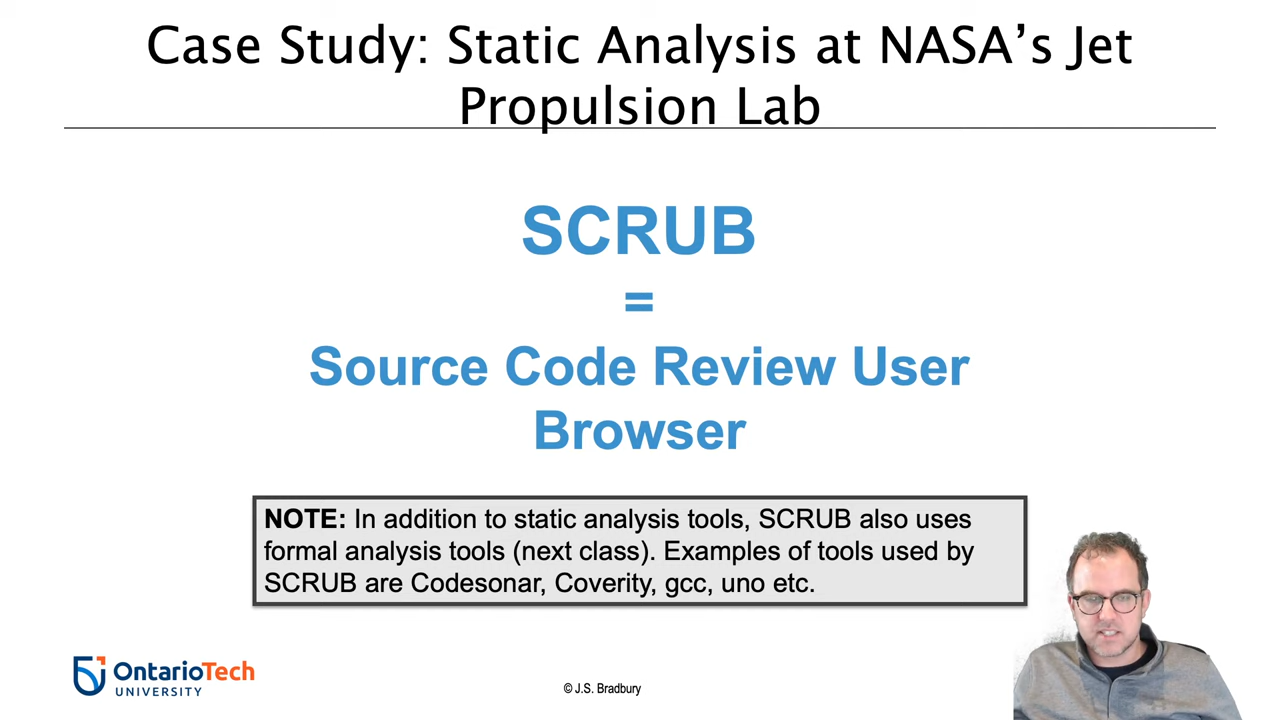 Case Study: Static Analysis at NASA’s Jet
Propulsion Lab
SCRUB
=
Source Code Review User
Browser
NOTE: In addition to static analysis tools, SCRUB also uses
formal analysis tools (next class). Examples of tools used by
SCRUB are Codesonar, Coverity, gcc, uno etc.
OntarioTech
UNIVERSITY
© J.S. Bradbury